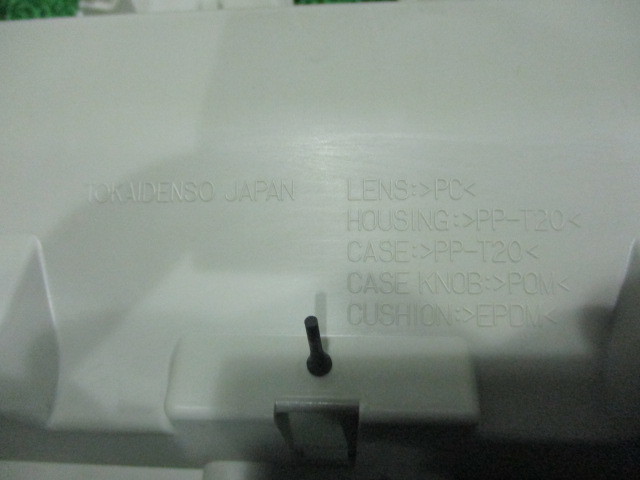 TOKAIDENSO JAPAN
LENS:>PC<
HOUSING:>PP-T20<
CASE:>PP-T20<
CASE KNOB:>POM<
CUSHION:>EPDM<